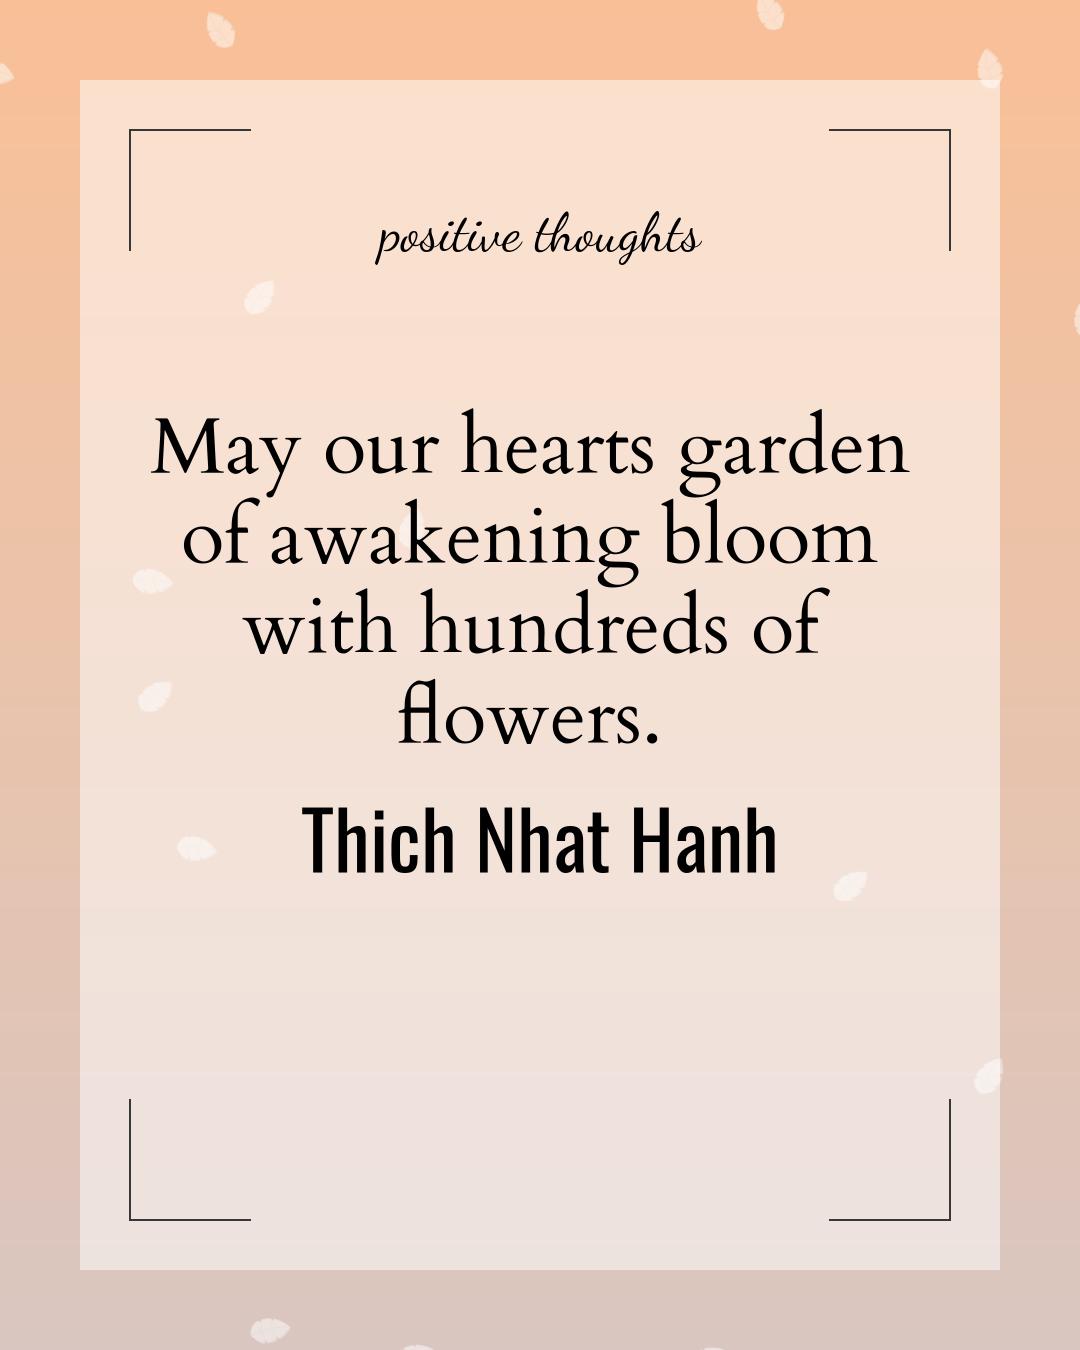 positive thoughts
May our hearts garden
of awakening bloom
with hundreds of
flowers.
Thich Nhat Hanh